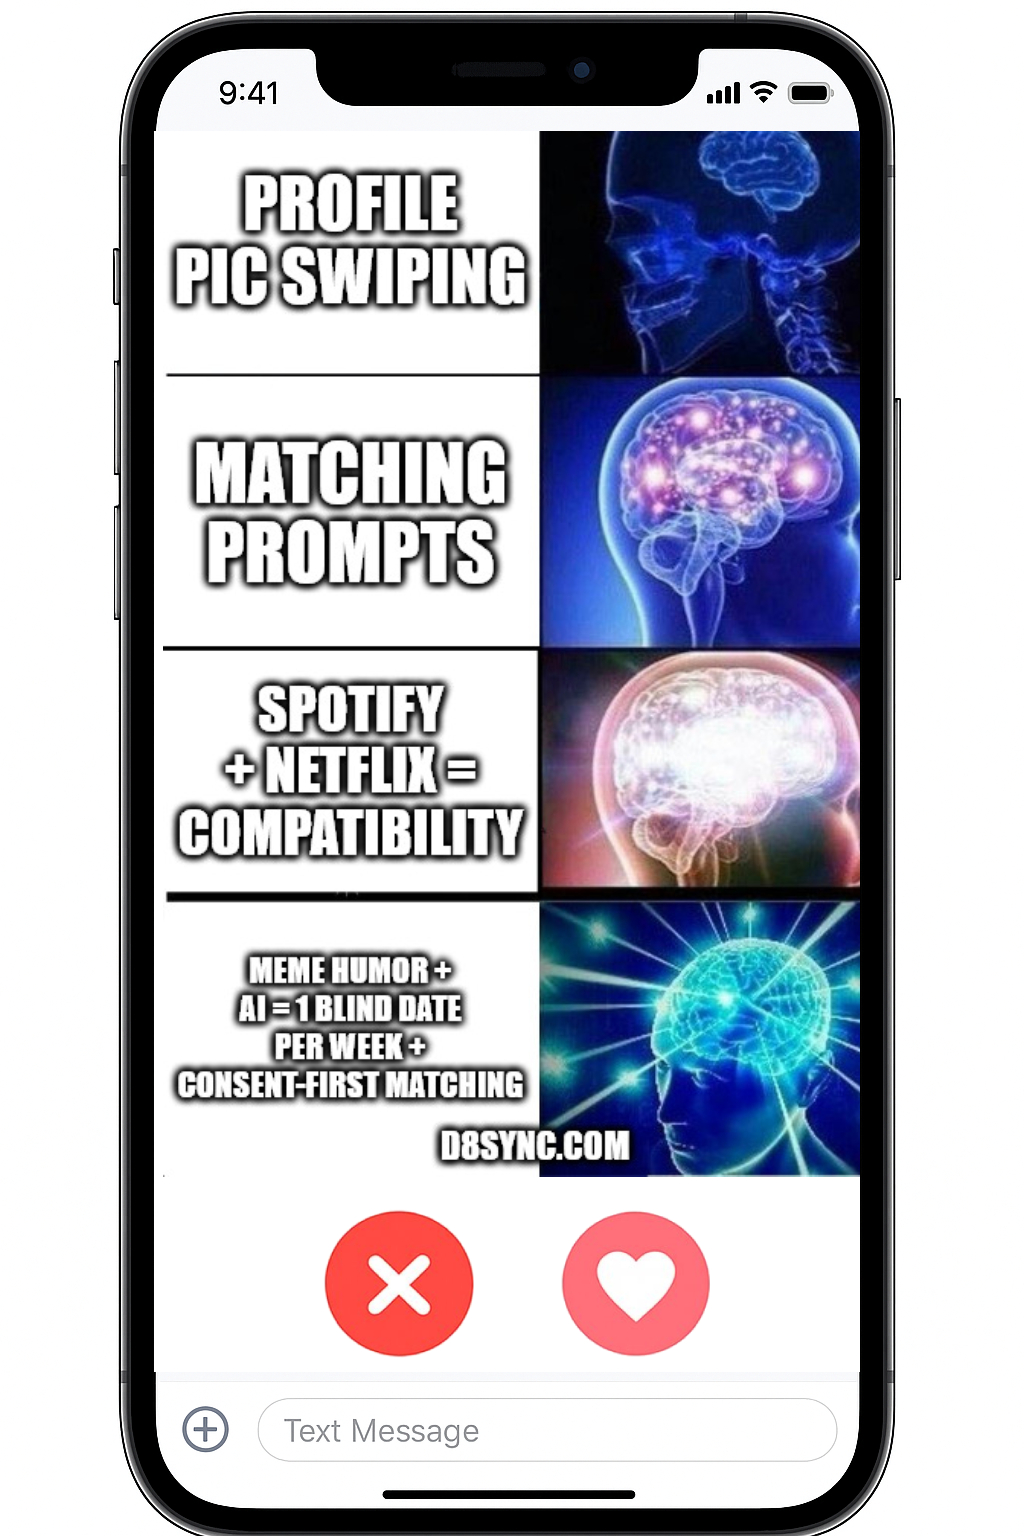 9:41
PROFILE
PIC SWIPING
MATCHING
PROMPTS
SPOTIFY
+ NETFLIX =
COMPATIBILITY
MEME HUMOR +
AI = 1 BLIND DATE
PER WEEK +
CONSENT-FIRST MATCHING
D8SYNC.COM
Text Message